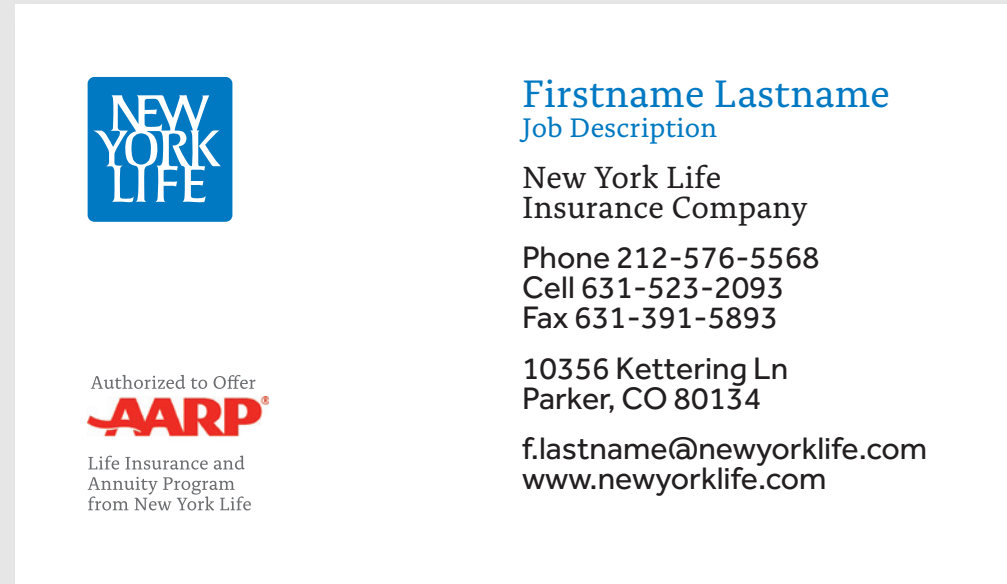 NEW
YORK
LIFE
Authorized to Offer
AARP®
Life Insurance and
Annuity Program
from New York Life
Firstname Lastname
Job Description
New York Life
Insurance Company
Phone 212-576-5568
Cell 631-523-2093
Fax 631-391-5893
10356 Kettering Ln
Parker, CO 80134
f.lastname@newyorklife.com
www.newyorklife.com